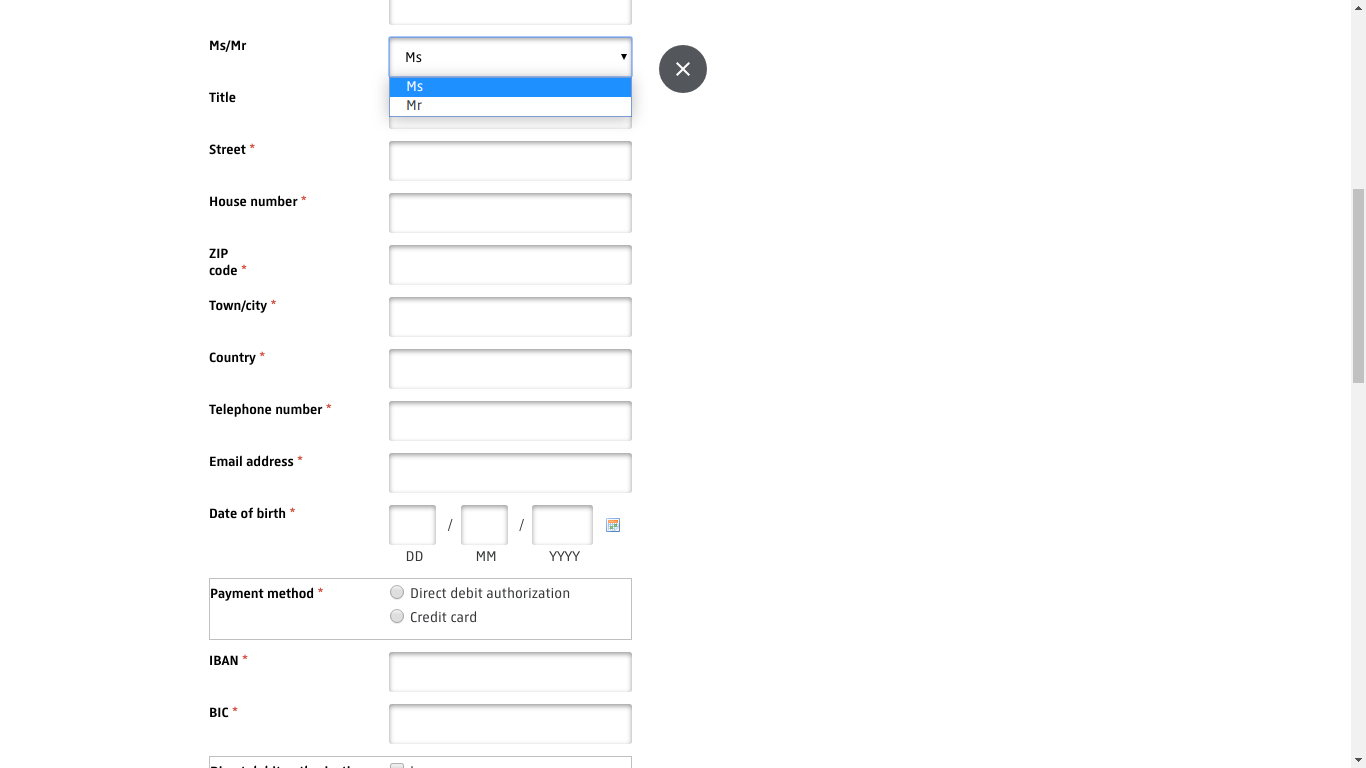 Ms/Mr
Ms
Ms
Mr
Title
Street *
House number *
ZIP
code *
Town/city *
Country *
Telephone number *
Email address *
Date of birth *
/ /
DD MM YYYY
Payment method *
Direct debit authorization
Credit card
IBAN *
BIC *